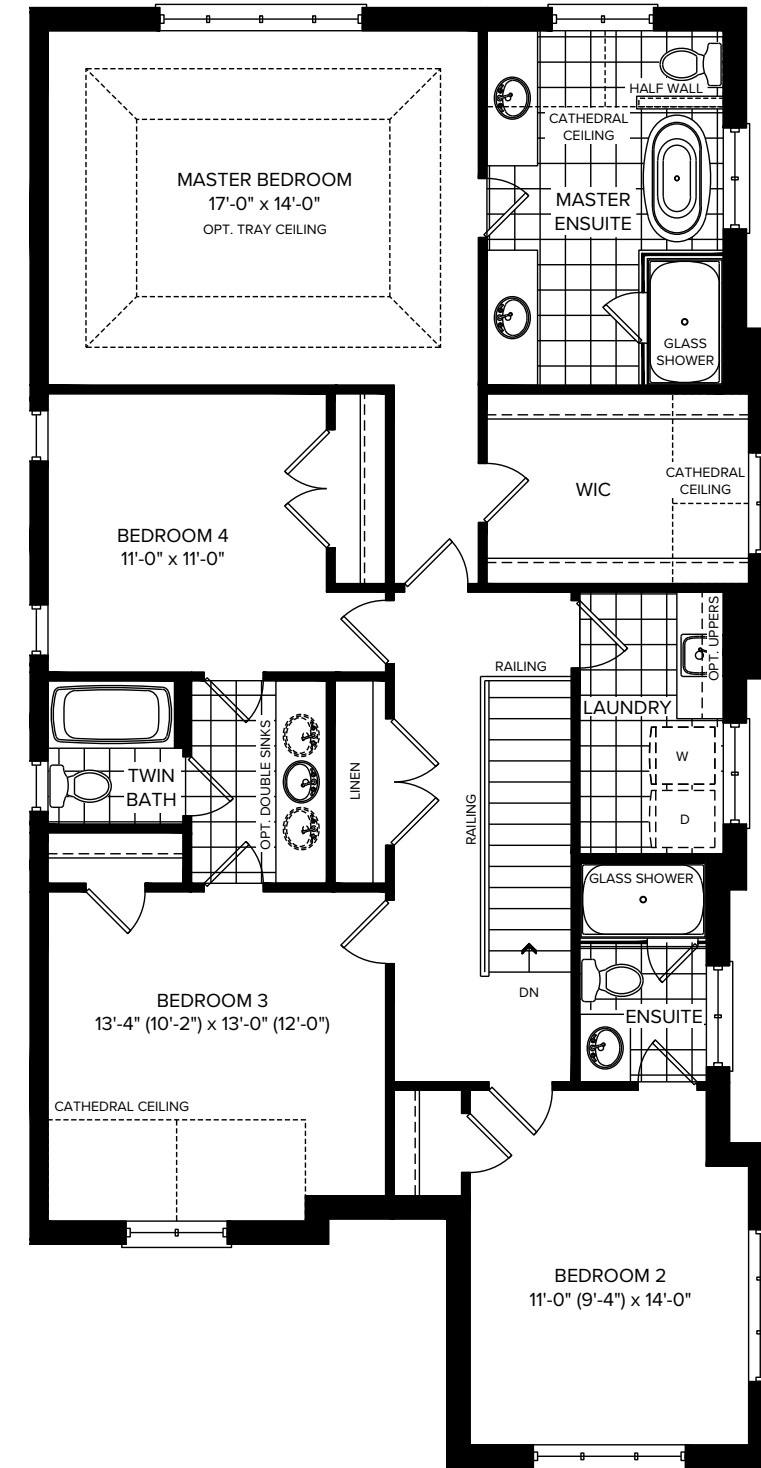 HALF WALL
CATHEDRAL
CEILING
MASTER BEDROOM
17'-0" x 14'-0"
OPT. TRAY CEILING
MASTER
ENSUITE
GLASS
SHOWER
CATHEDRAL
CEILING
WIC
BEDROOM 4
11'-0" x 11'-0"
OPT. UPPERS
RAILING
LAUNDRY
W
D
OPT. DOUBLE SINKS
LINEN
RAILING
TWIN
BATH
GLASS SHOWER
DN
ENSUITE
BEDROOM 3
13'-4" (10'-2") x 13'-0" (12'-0")
CATHEDRAL CEILING
BEDROOM 2
11'-0" (9'-4") x 14'-0"